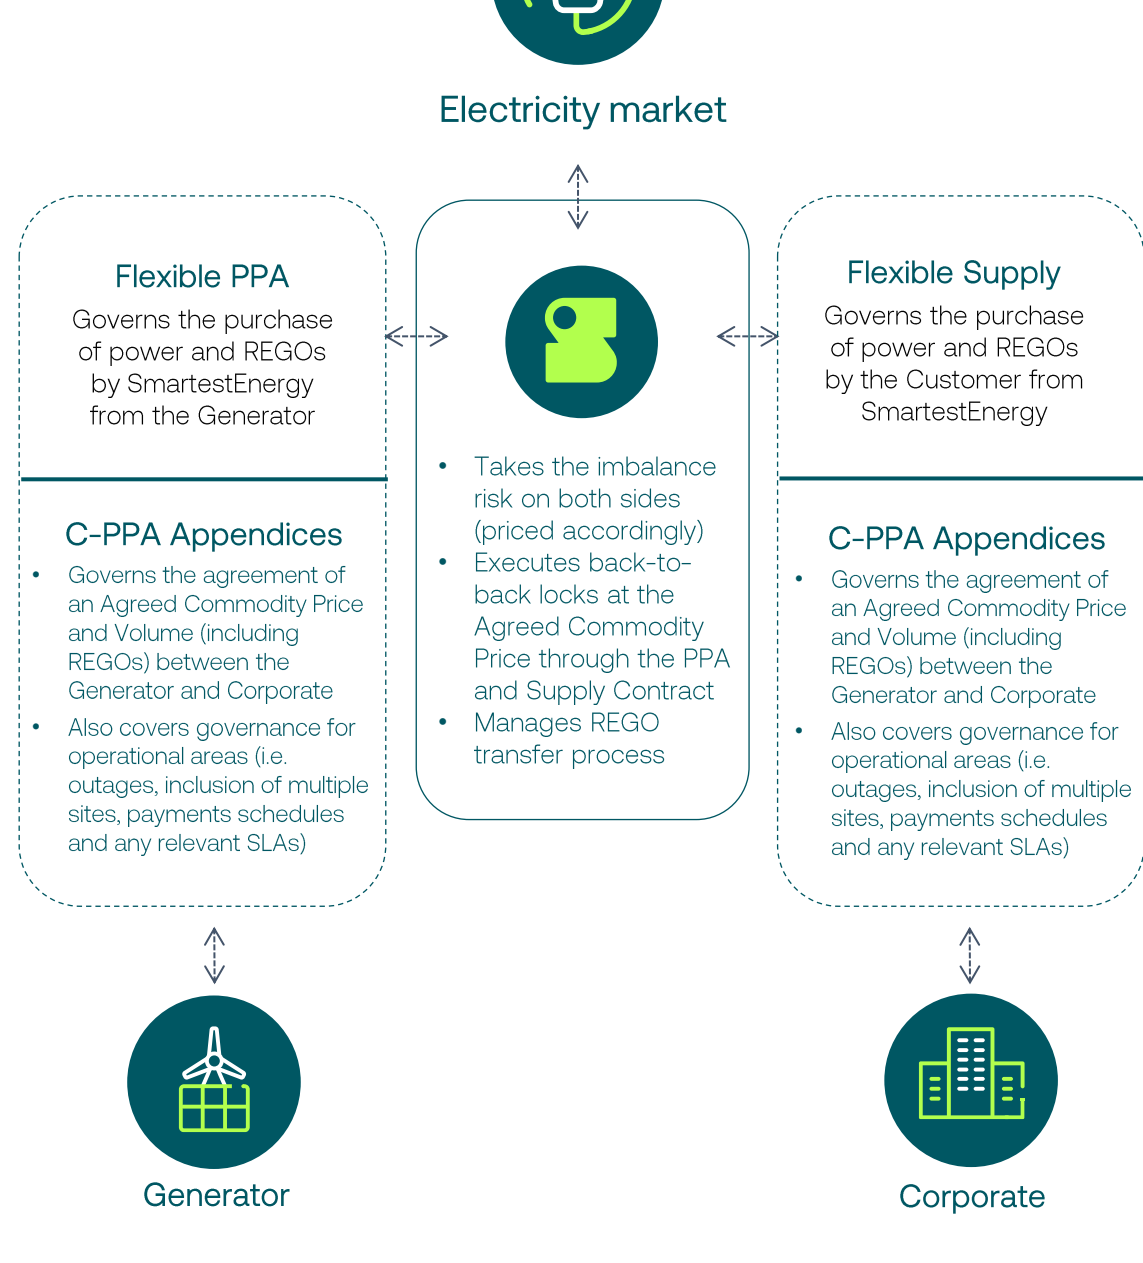 Electricity market
Flexible PPA
Governs the purchase
of power and REGOs
by SmartestEnergy
from the Generator
C-PPA Appendices
• Governs the agreement of
an Agreed Commodity Price
and Volume (including
REGOs) between the
Generator and Corporate
• Also covers governance for
operational areas (i.e.
outages, inclusion of multiple
sites, payments schedules
and any relevant SLAs)
• Takes the imbalance
risk on both sides
(priced accordingly)
• Executes back-to-
back locks at the
Agreed Commodity
Price through the PPA
and Supply Contract
• Manages REGO
transfer process
Flexible Supply
Governs the purchase
of power and REGOs
by the Customer from
SmartestEnergy
C-PPA Appendices
• Governs the agreement of
an Agreed Commodity Price
and Volume (including
REGOs) between the
Generator and Corporate
• Also covers governance for
operational areas (i.e.
outages, inclusion of multiple
sites, payments schedules
and any relevant SLAs)
Generator
Corporate